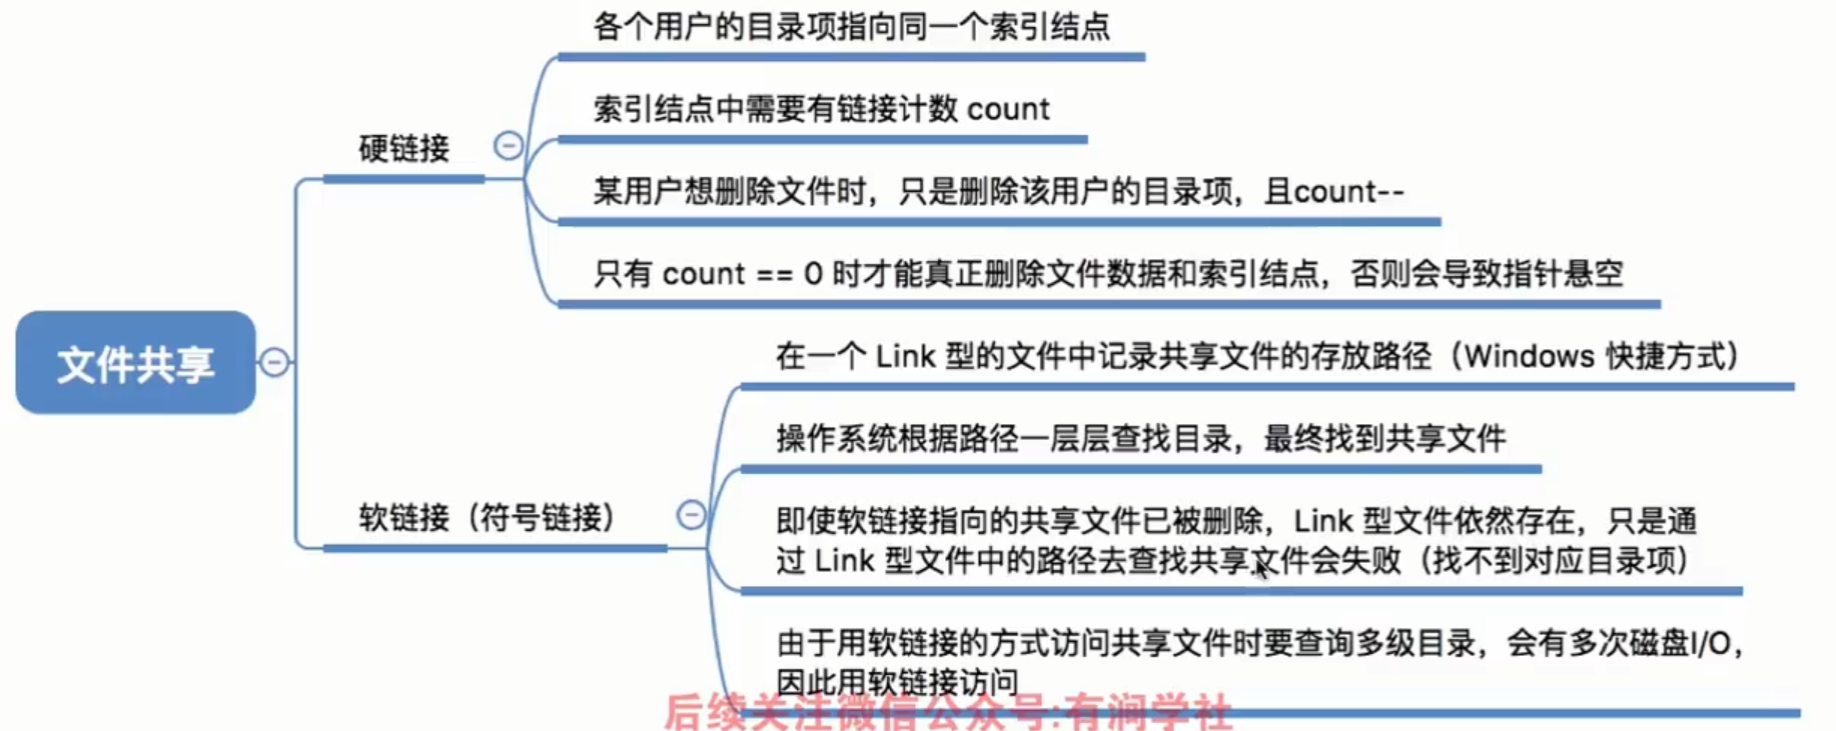 各个用户的目录项指向同一个索引结点
索引结点中需要有链接计数 count
硬链接
某用户想删除文件时，只是删除该用户的目录项，且count--
只有 count == 0 时才能真正删除文件数据和索引结点，否则会导致指针悬空
文件共享
在一个 Link 型的文件中记录共享文件的存放路径（Windows 快捷方式）
操作系统根据路径一层层查找目录，最终找到共享文件
软链接（符号链接）
即使软链接指向的共享文件已被删除，Link 型文件依然存在，只是通
过 Link 型文件中的路径去查找共享文件会失败（找不到对应目录项）
由于用软链接的方式访问共享文件时要查询多级目录，会有多次磁盘I/O，
因此用软链接访问
后续关注微信公众号:有涧学社